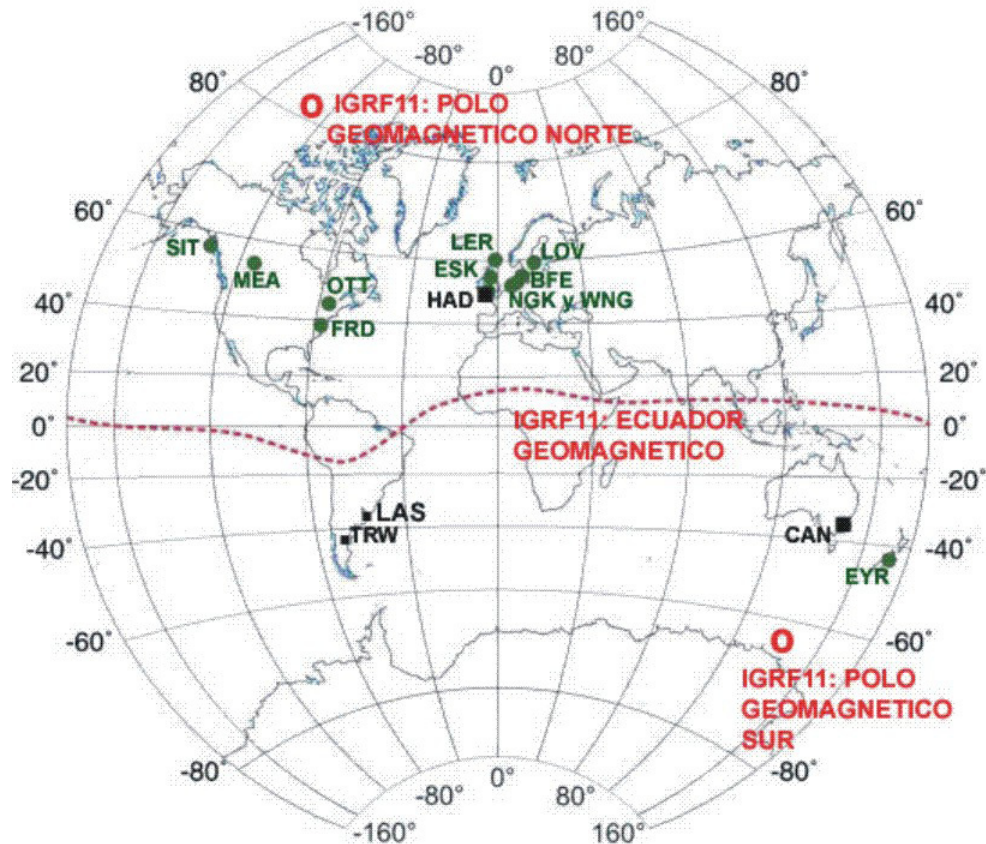 -160° 160°
-80° 80°
0°
80° 80°
IGRF11: POLO
GEOMAGNETICO NORTE
60° 60°
SIT
MEA
OTT
FRD
LER
ESK
HAD
LOV
BFE
NGK y WNG
40° 40°
20° 20°
IGRF11: ECUADOR
GEOMAGNETICO
0° 0°
-20° -20°
LAS
TRW
CAN
-40° -40°
EYR
-60° -60°
IGRF11: POLO
GEOMAGNETICO
SUR
-80° -80°
0°
-80° 80°
-160° 160°